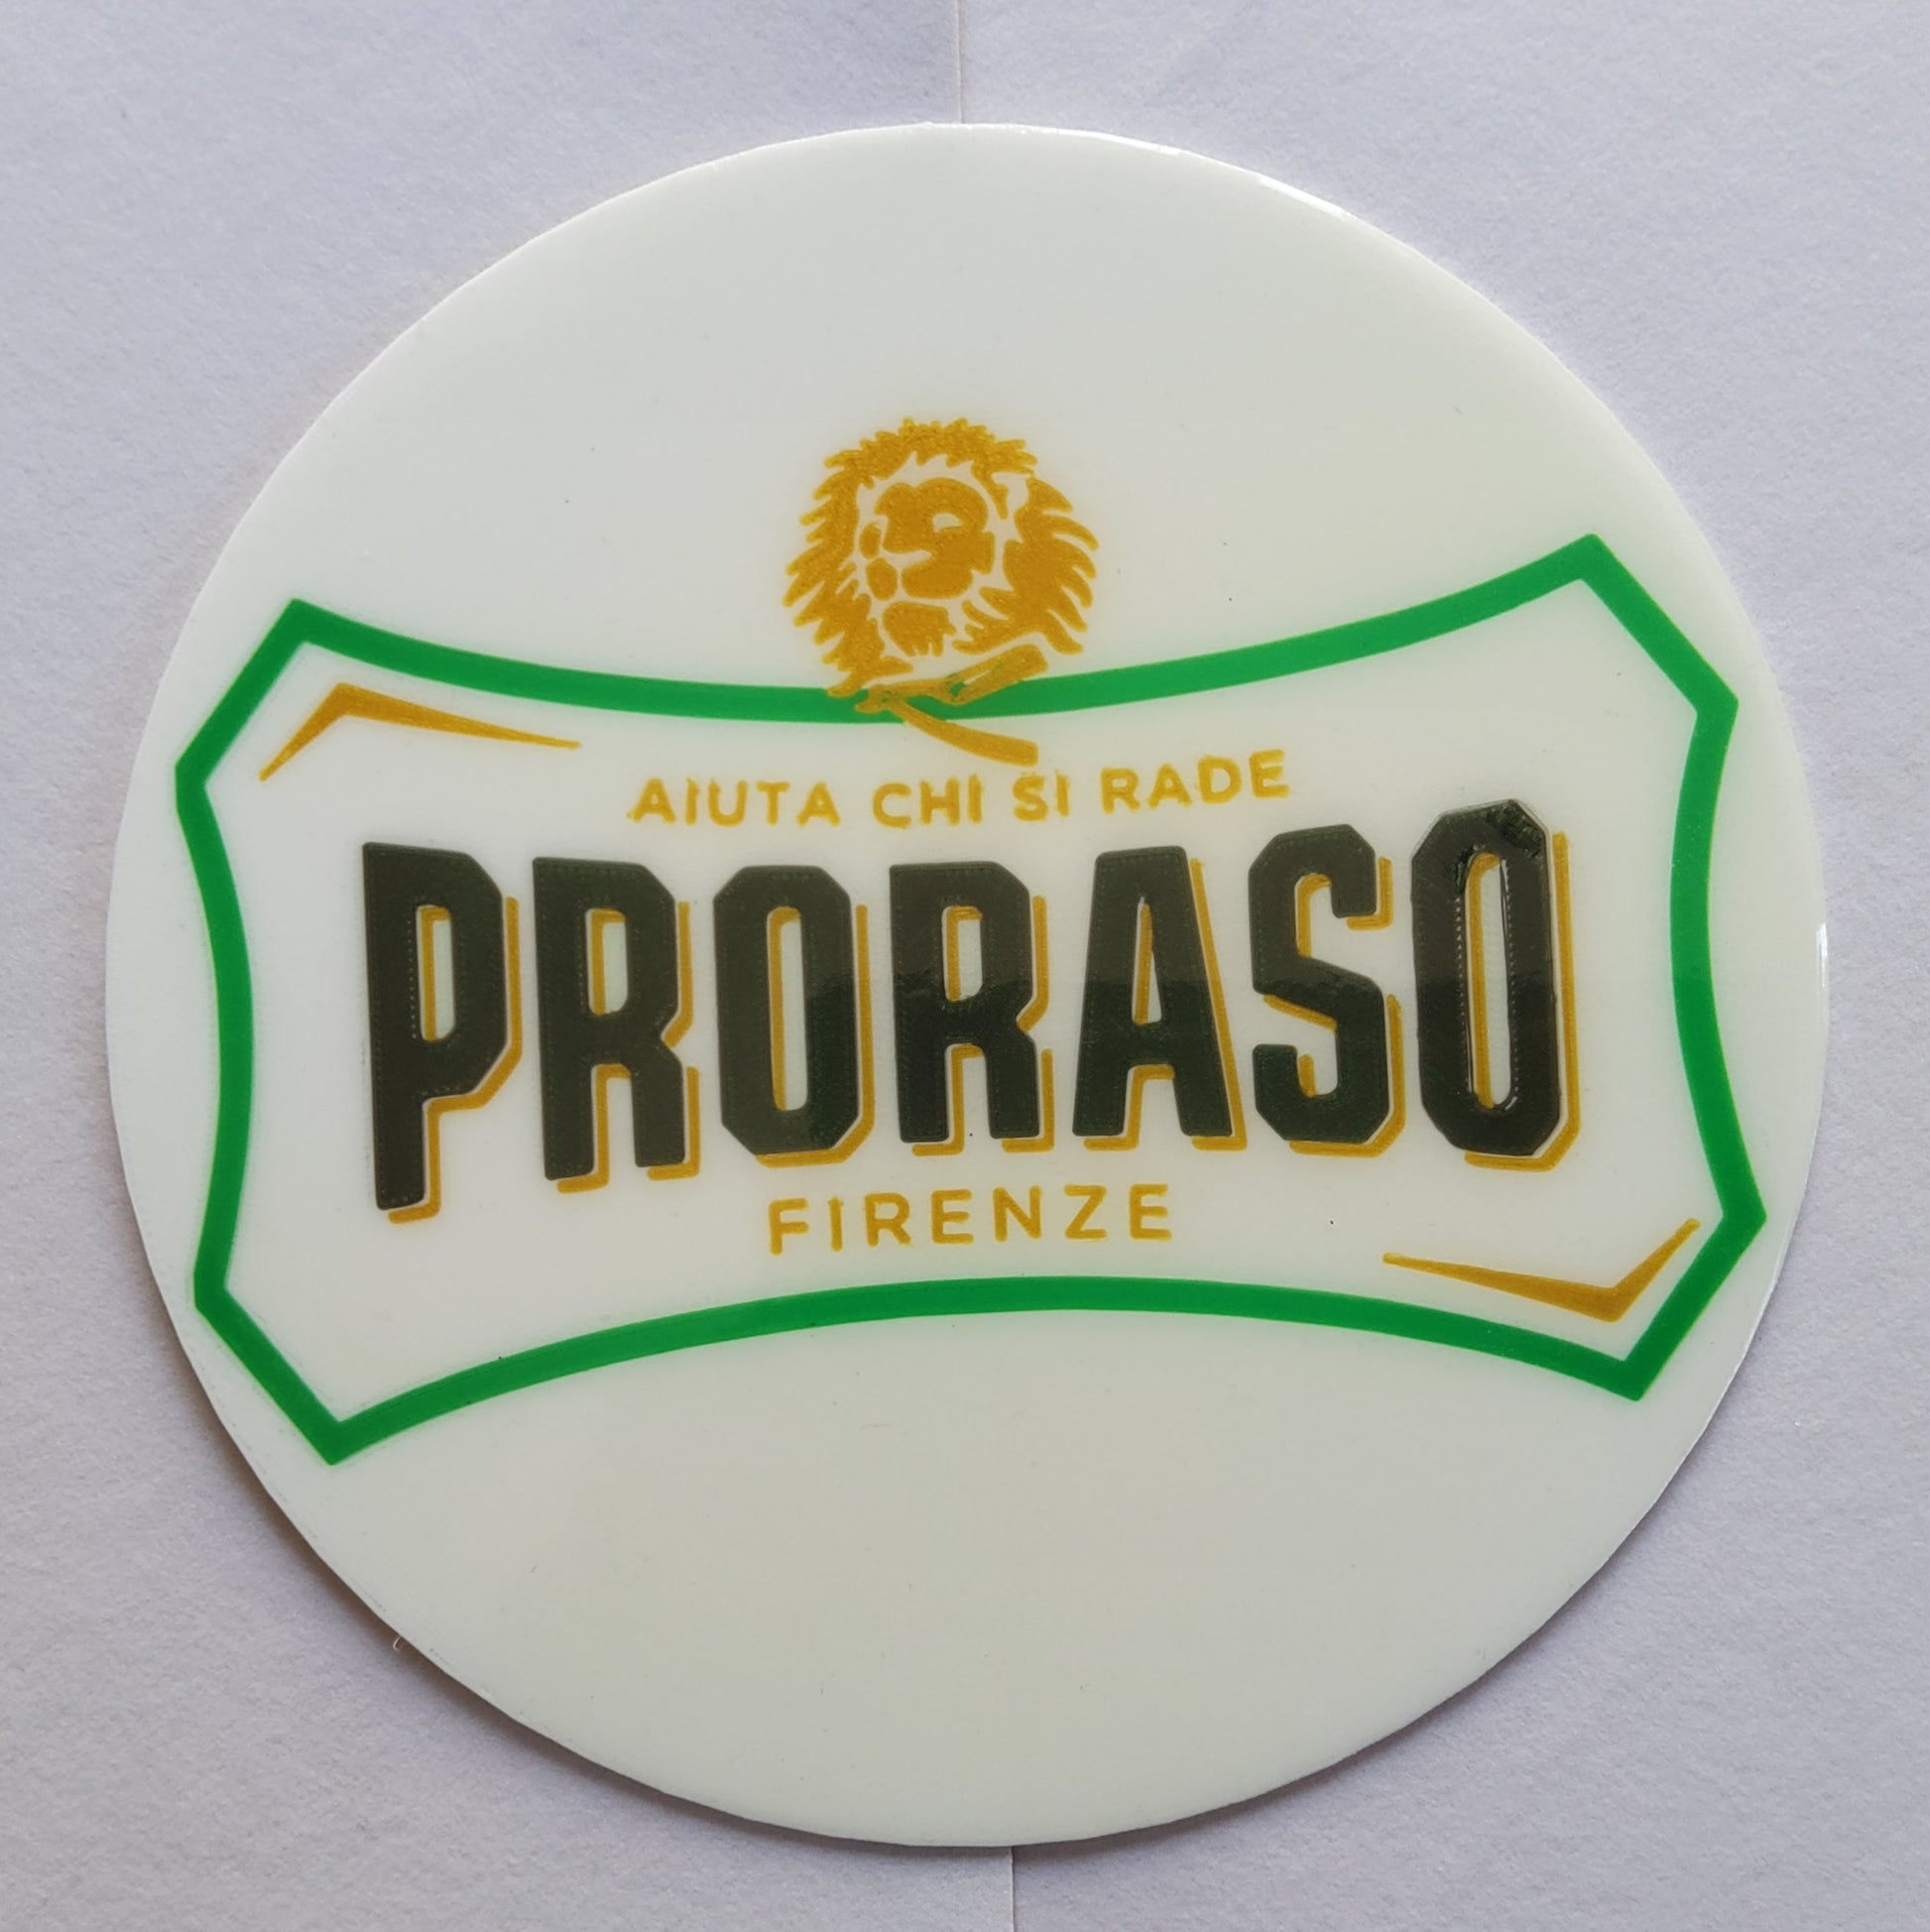 AIUTA CHI SI RADE
PRORASO
FIRENZE